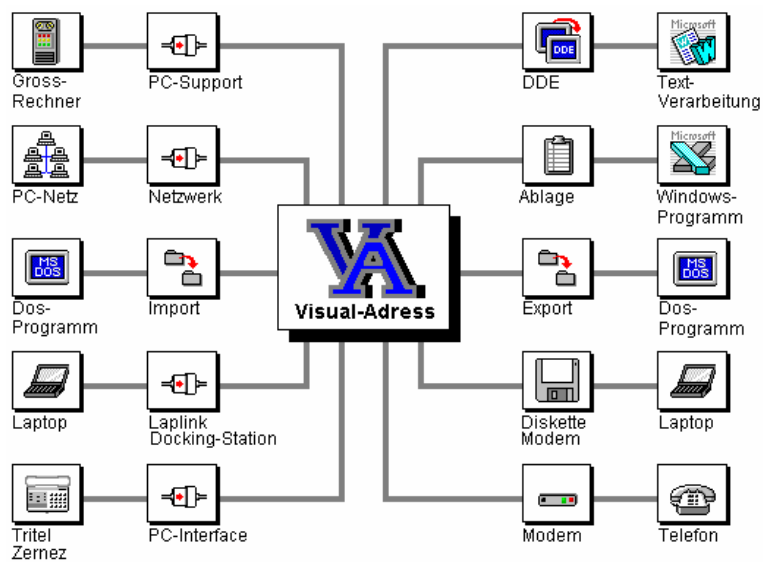 Gross-
Rechner
PC-Support
DDE
DDE
Microsoft
W
Text-
Verarbeitung
PC-Netz
Netzwerk
Ablage
Microsoft
Windows-
Programm
VA
Visual-Adress
MS
DOS
Dos-
Programm
Import
Export
MS
DOS
Dos-
Programm
Laptop
Laplink
Docking-Station
Diskette
Modem
Laptop
Tritel
Zernez
PC-Interface
Modem
Telefon